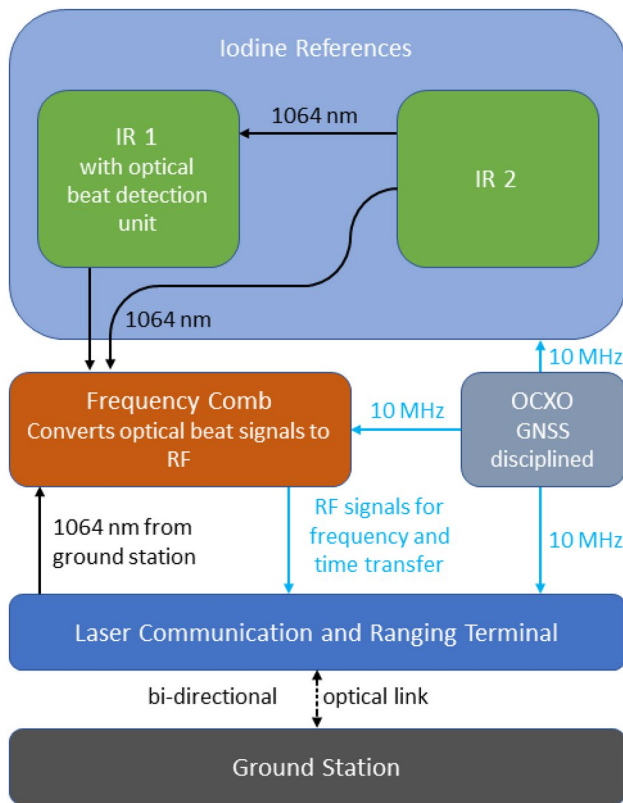 Iodine References
1064 nm
IR 1
with optical
beat detection
unit
IR 2
1064 nm
10 MHz
Frequency Comb
Converts optical beat signals to
RF
10 MHz
OCXO
GNSS
disciplined
1064 nm from
ground station
RF signals for
frequency and
time transfer
10 MHz
Laser Communication and Ranging Terminal
bi-directional
optical link
Ground Station